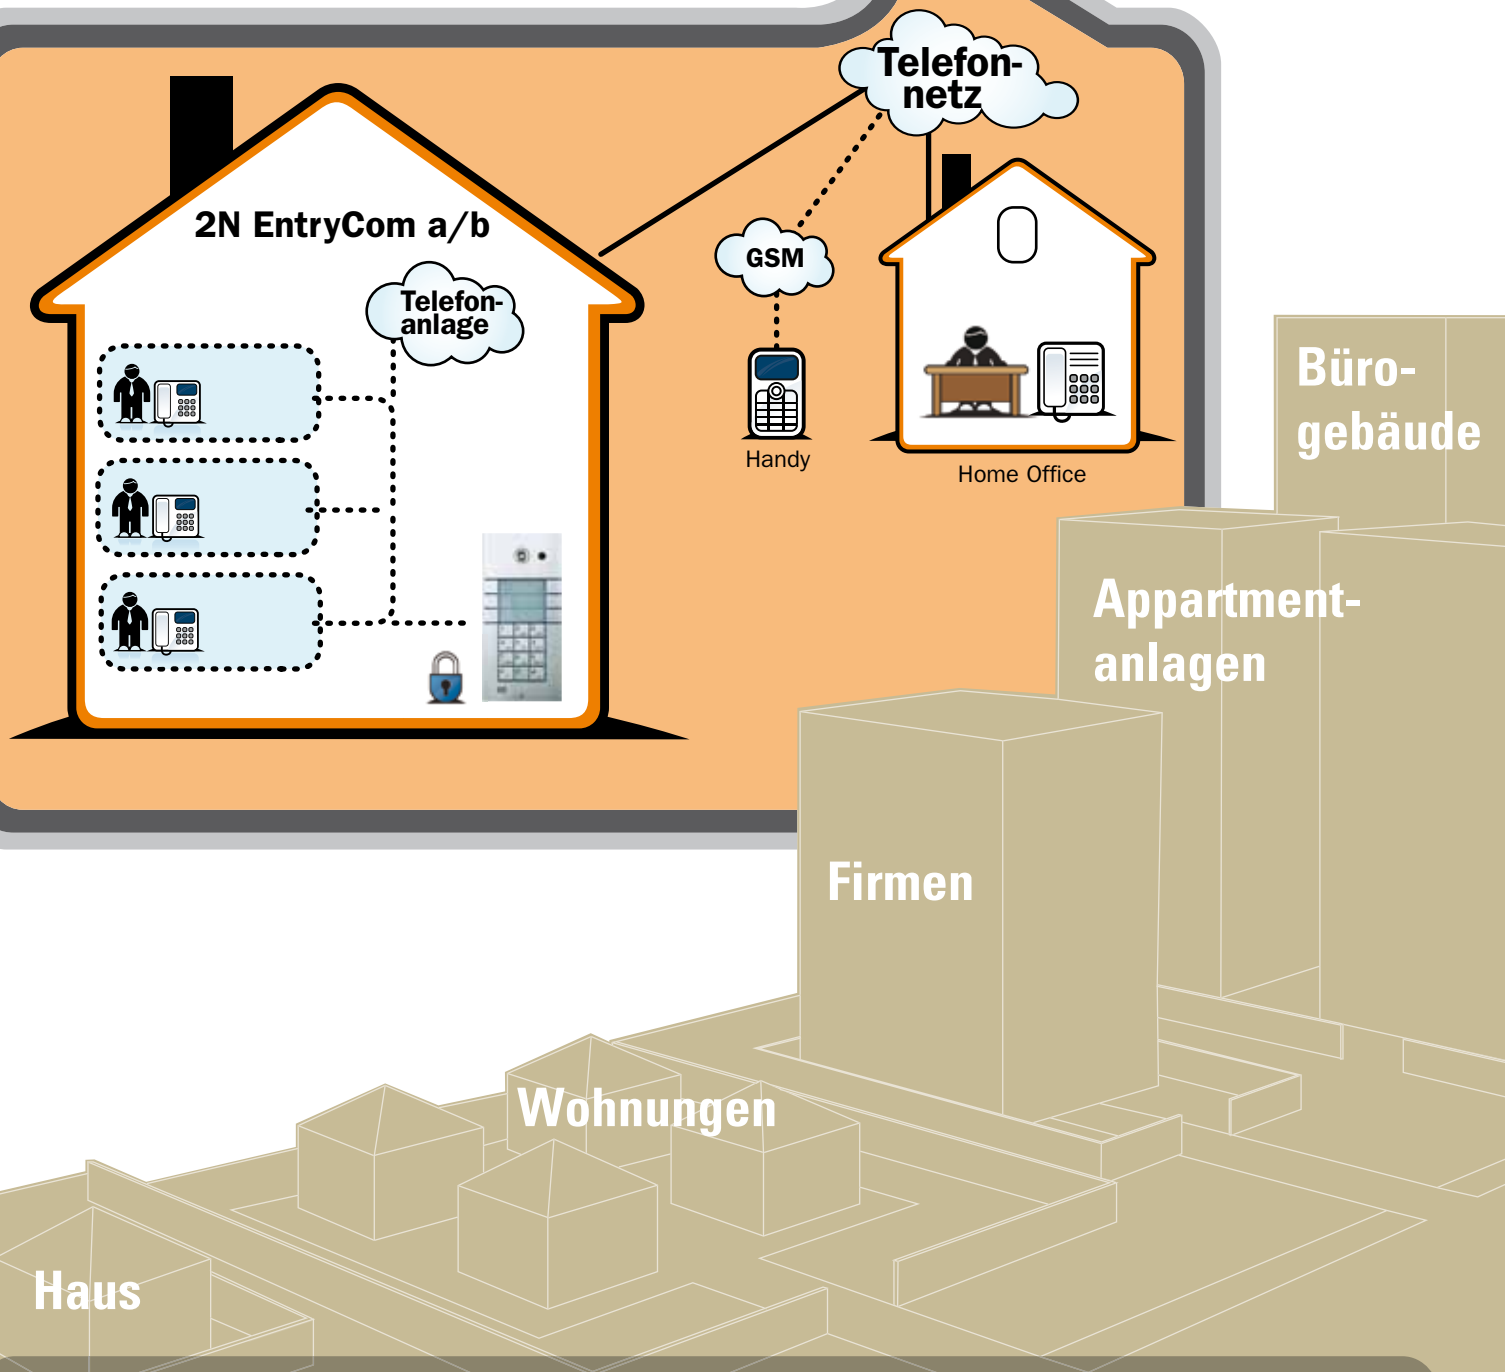 Telefon-
netz
2N EntryCom a/b
GSM
Telefon-
anlage
Handy
Home Office
Büro-
gebäude
Appartment-
anlagen
Firmen
Wohnungen
Haus